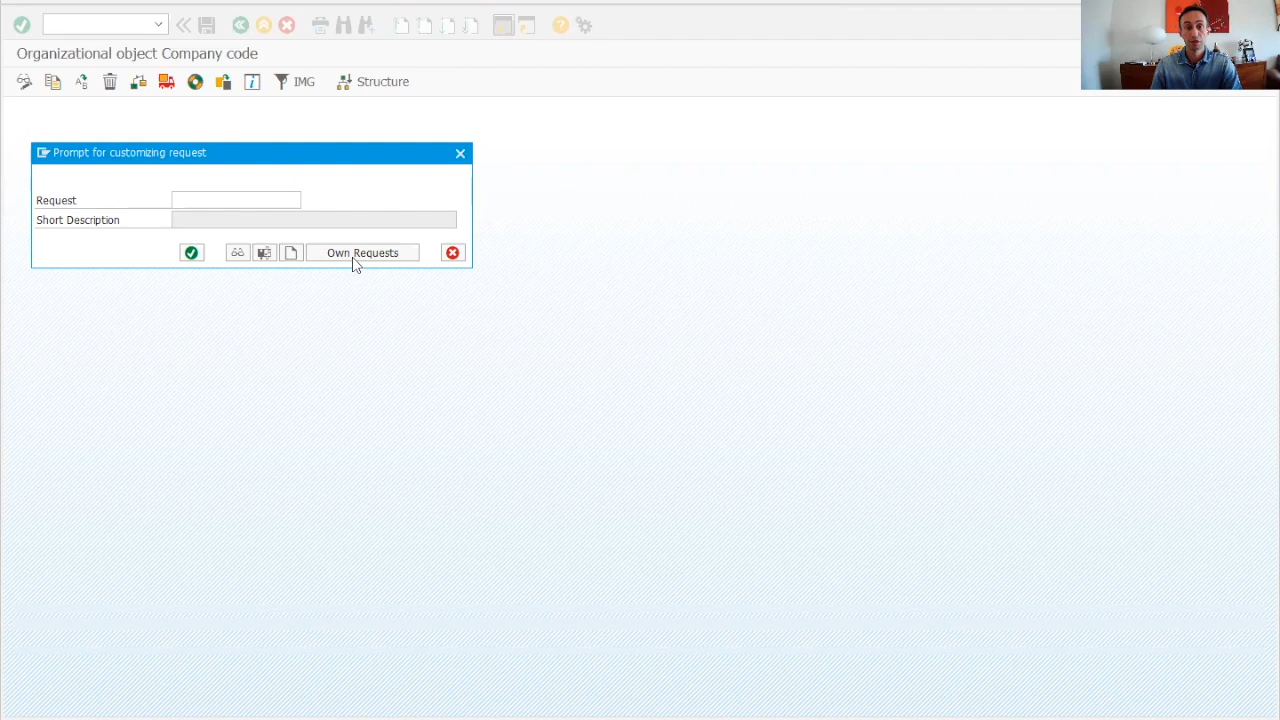 Organizational object Company code
IMG Structure
Prompt for customizing request
Request
Short Description
Own Requests